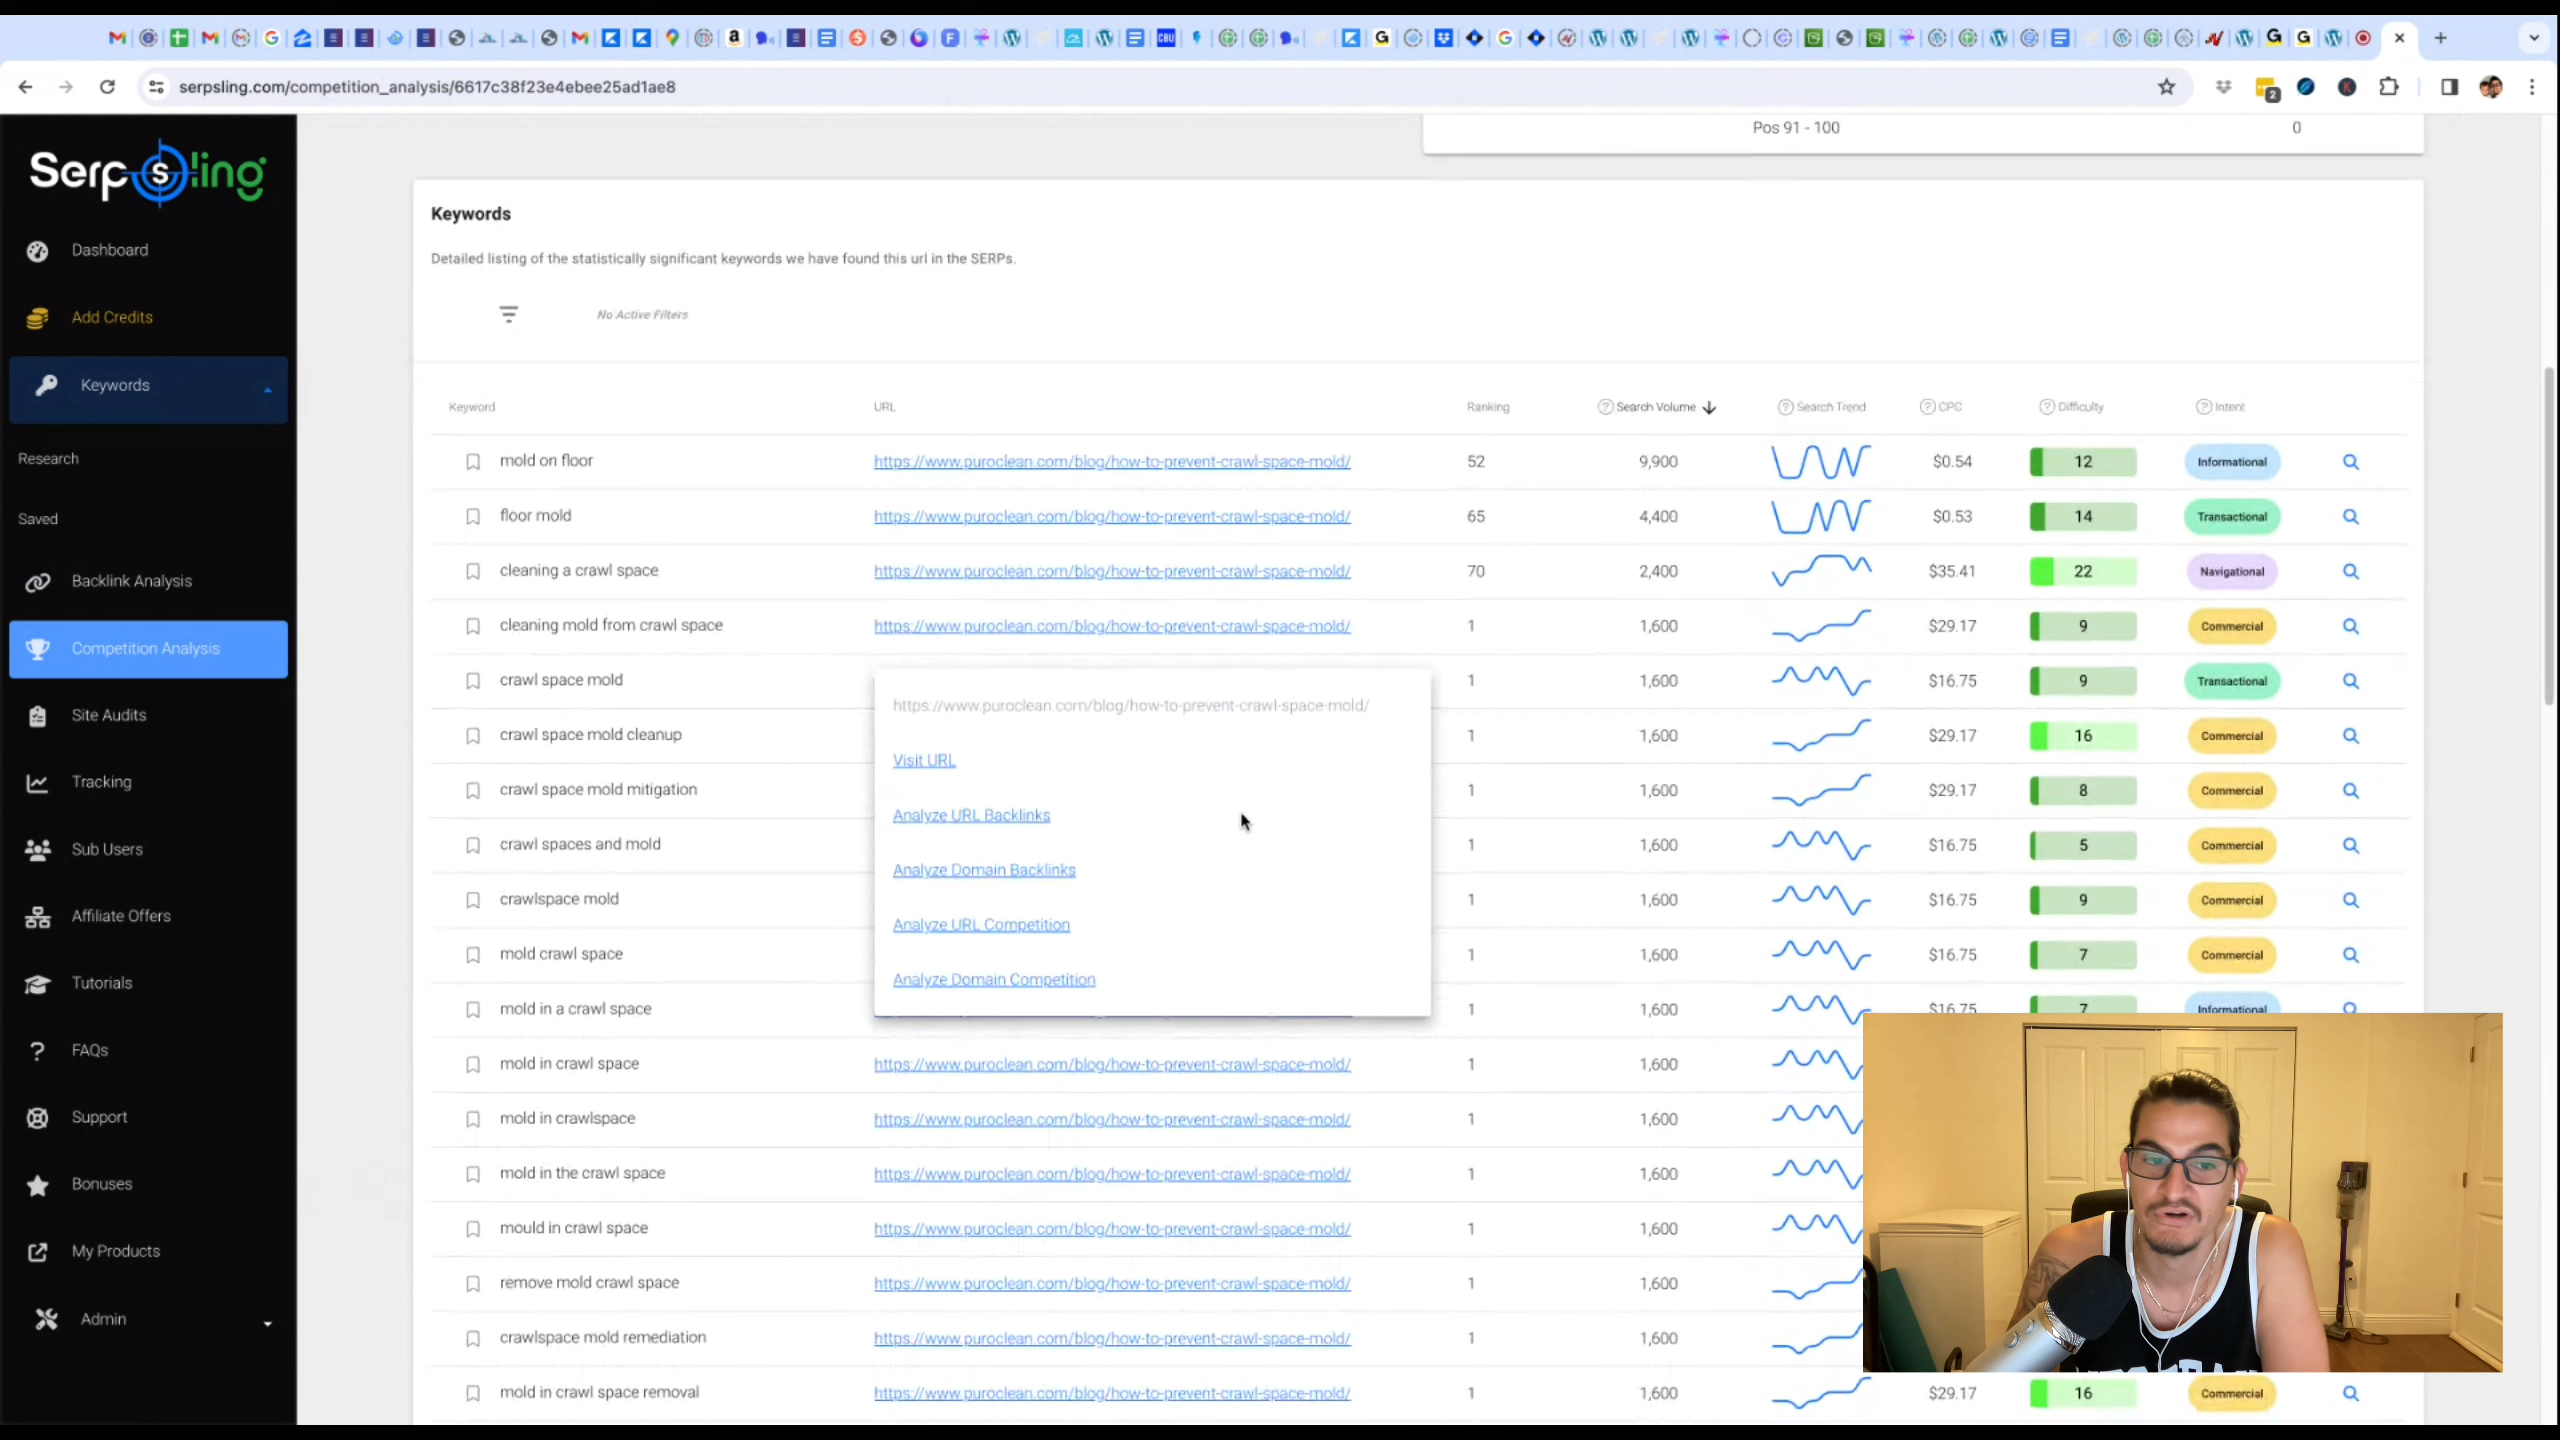 serpsling.com/competition_analysis/6617c38f23e4ebee25ad1ae8
2
Serpsling
Dashboard
Add Credits
Keywords
Research
Saved
Backlink Analysis
Competition Analysis
Site Audits
Tracking
Sub Users
Affiliate Offers
Tutorials
FAQs
Support
Bonuses
My Products
Admin
Pos 91 - 100 0
Keywords
Detailed listing of the statistically significant keywords we have found this url in the SERPs.
No Active Filters
Keyword URL Ranking Search Volume Search Trend CPC Difficulty Intent
mold on floor https://www.puroclean.com/blog/how-to-prevent-crawl-space-mold/ 52 9,900 $0.54 12 Informational
floor mold https://www.puroclean.com/blog/how-to-prevent-crawl-space-mold/ 65 4,400 $0.53 14 Transactional
cleaning a crawl space https://www.puroclean.com/blog/how-to-prevent-crawl-space-mold/ 70 2,400 $35.41 22 Navigational
cleaning mold from crawl space https://www.puroclean.com/blog/how-to-prevent-crawl-space-mold/ 1 1,600 $29.17 9 Commercial
crawl space mold 1 1,600 $16.75 9 Transactional
https://www.puroclean.com/blog/how-to-prevent-crawl-space-mold/
crawl space mold cleanup 1 1,600 $29.17 16 Commercial
Visit URL
crawl space mold mitigation 1 1,600 $29.17 8 Commercial
Analyze URL Backlinks
crawl spaces and mold 1 1,600 $16.75 5 Commercial
Analyze Domain Backlinks
crawlspace mold 1 1,600 $16.75 9 Commercial
Analyze URL Competition
mold crawl space 1 1,600 $16.75 7 Commercial
Analyze Domain Competition
mold in a crawl space 1 1,600 $16.75 7 Informational
mold in crawl space https://www.puroclean.com/blog/how-to-prevent-crawl-space-mold/ 1 1,600
mold in crawlspace https://www.puroclean.com/blog/how-to-prevent-crawl-space-mold/ 1 1,600
mold in the crawl space https://www.puroclean.com/blog/how-to-prevent-crawl-space-mold/ 1 1,600
mould in crawl space https://www.puroclean.com/blog/how-to-prevent-crawl-space-mold/ 1 1,600
remove mold crawl space https://www.puroclean.com/blog/how-to-prevent-crawl-space-mold/ 1 1,600
crawlspace mold remediation https://www.puroclean.com/blog/how-to-prevent-crawl-space-mold/ 1 1,600
mold in crawl space removal https://www.puroclean.com/blog/how-to-prevent-crawl-space-mold/ 1 1,600 $29.17 16 Commercial